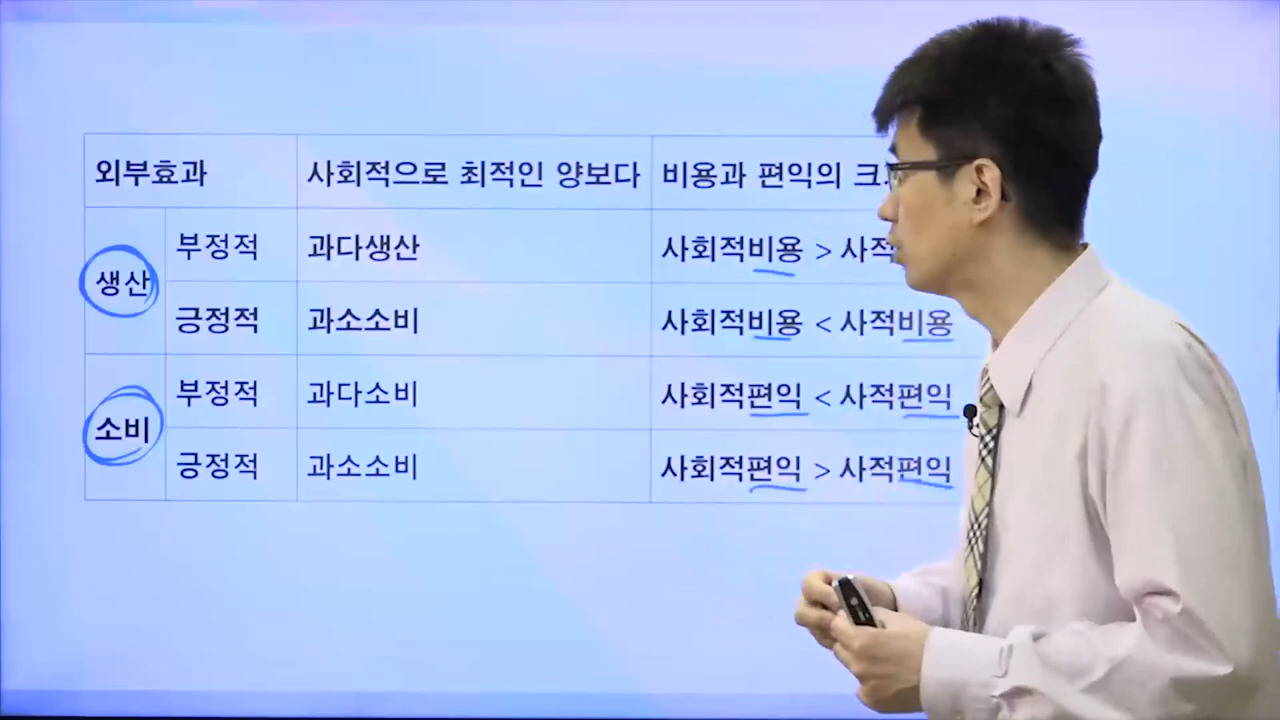 외부효과 사회적으로 최적인 양보다 비용과 편익의
생산 부정적 과다생산 사회적비용 > 사적
긍정적 과소소비 사회적비용 < 사적비용
소비 부정적 과다소비 사회적편익 < 사적편익
긍정적 과소소비 사회적편익 > 사적편익